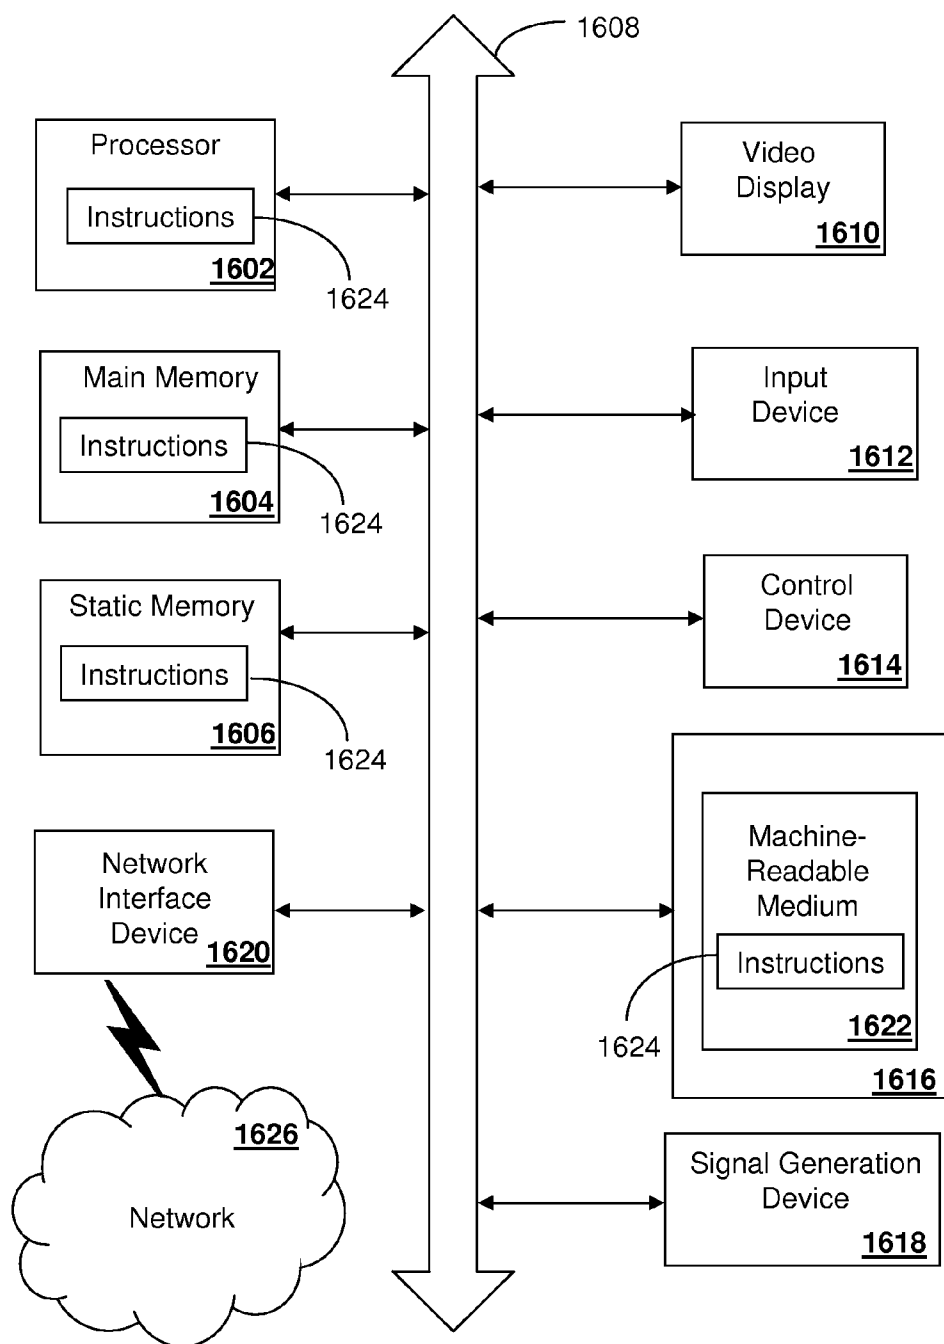 1608
Processor
Instructions
1602
1624
Main Memory
Instructions
1604
1624
Static Memory
Instructions
1606
1624
Network
Interface
Device
1620
1626
Network
Video
Display
1610
Input
Device
1612
Control
Device
1614
Machine-
Readable
Medium
Instructions
1622
1624
1616
Signal Generation
Device
1618